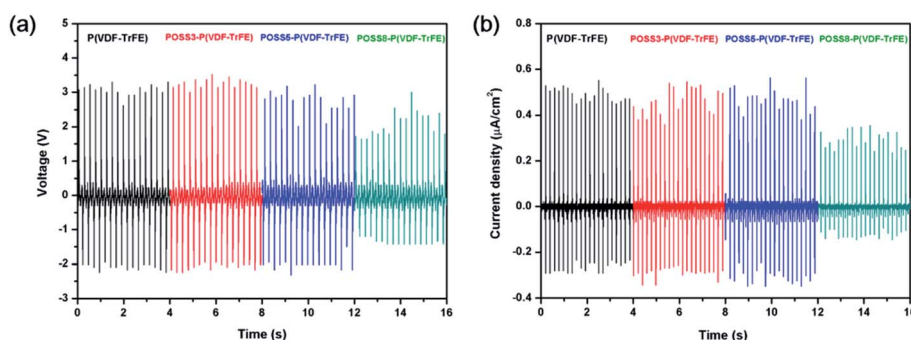 (a)
P(VDF-TrFE) POSS3-P(VDF-TrFE) POSS5-P(VDF-TrFE) POSS8-P(VDF-TrFE)
Voltage (V)
5
4
3
2
1
0
-1
-2
-3
0 2 4 6 8 10 12 14 16
Time (s)
(b)
P(VDF-TrFE) POSS3-P(VDF-TrFE) POSS5-P(VDF-TrFE) POSS8-P(VDF-TrFE)
Current density (μA/cm²)
0.8
0.6
0.4
0.2
0.0
-0.2
-0.4
0 2 4 6 8 10 12 14 16
Time (s)